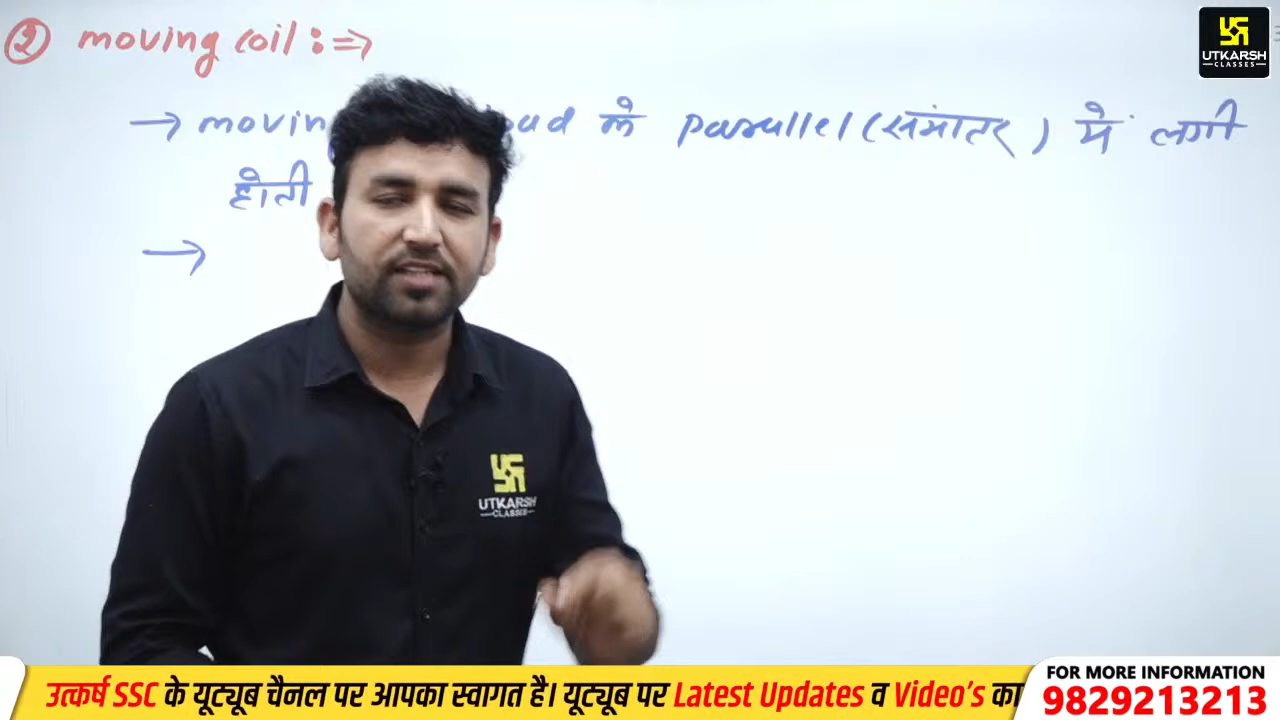 ② moving coil :⇒
UTKARSH
CLASSES
→ movin के parallel (समांतर) में लगी
होती
→
UTKARSH
CLASSES
उत्कर्ष SSC के यूट्यूब चैनल पर आपका स्वागत है। यूट्यूब पर Latest Updates व Video's का
FOR MORE INFORMATION
9829213213